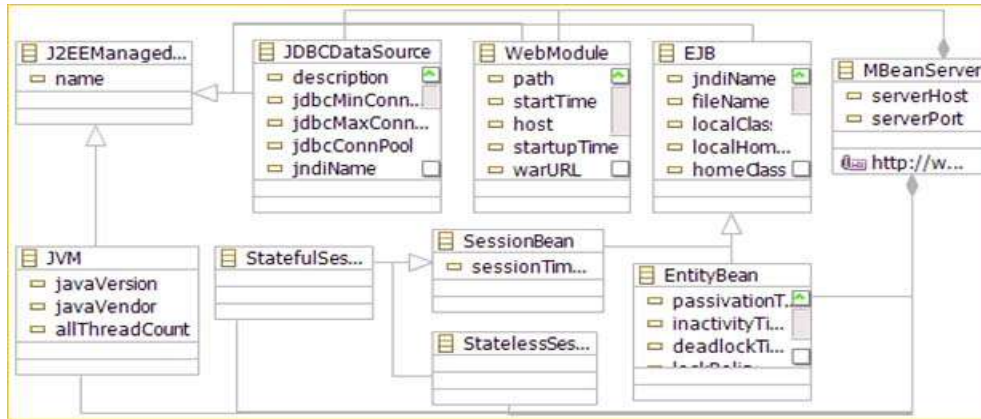 J2EEManaged...
name
JDBCDataSource
description
jdbcMinConn...
jdbcMaxConn...
jdbcConnPool
jndiName
WebModule
path
startTime
host
startupTime
warURL
EJB
jndiName
fileName
localClass
localHom...
homeClass
MBeanServer
serverHost
serverPort
http://w...
JVM
javaVersion
javaVendor
allThreadCount
StatefulSes...
SessionBean
sessionTim...
StatelessSes...
EntityBean
passivationT...
inactivityTi...
deadlockTi...